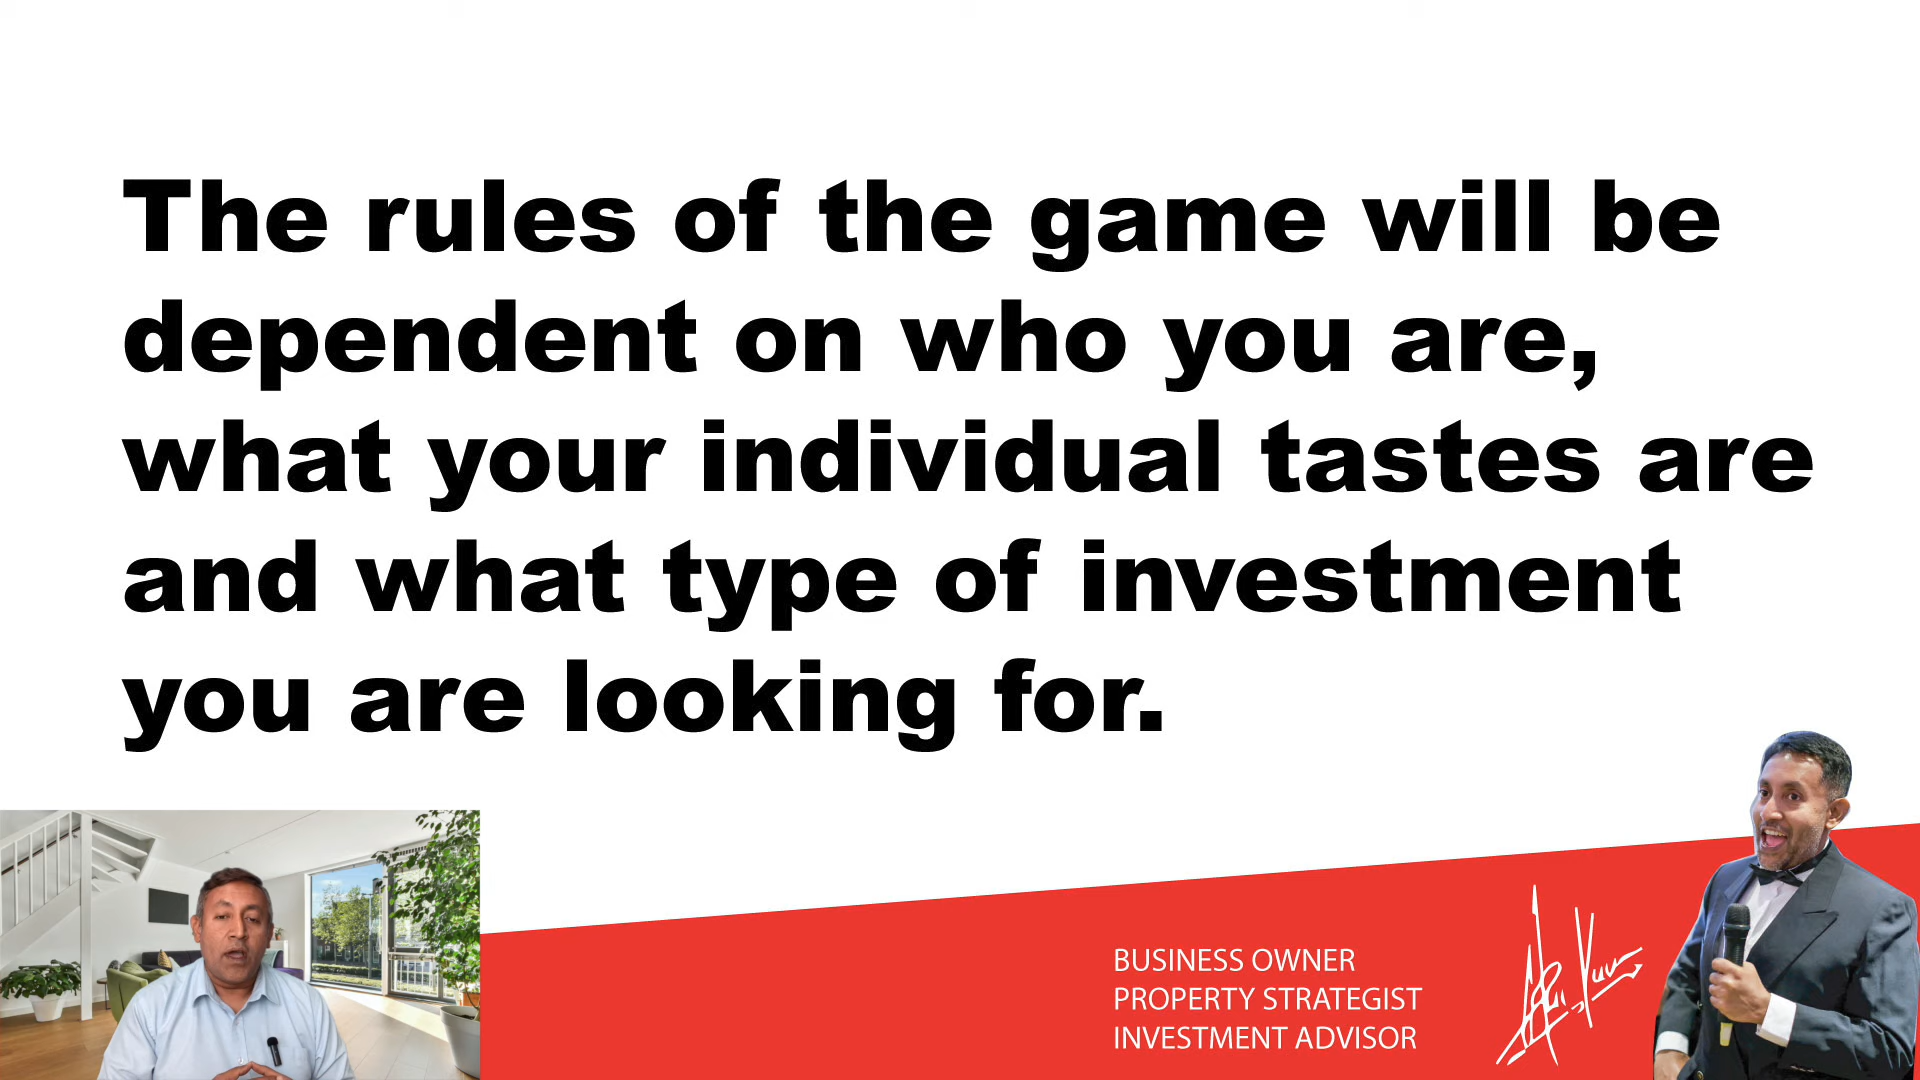 The rules of the game will be
dependent on who you are,
what your individual tastes are
and what type of investment
you are looking for.
BUSINESS OWNER
PROPERTY STRATEGIST
INVESTMENT ADVISOR